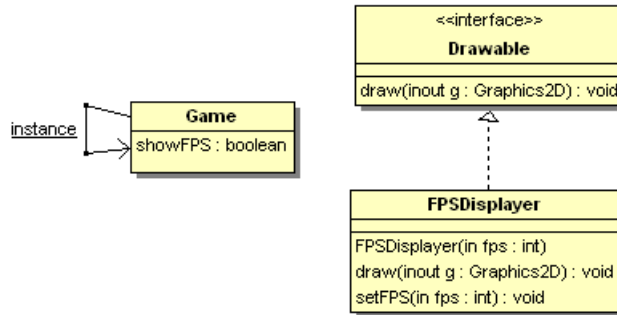 <<interface>>
Drawable
draw(inout g : Graphics2D) : void
instance
Game
showFPS : boolean
FPSDisplayer
FPSDisplayer(in fps : int)
draw(inout g : Graphics2D) : void
setFPS(in fps : int) : void